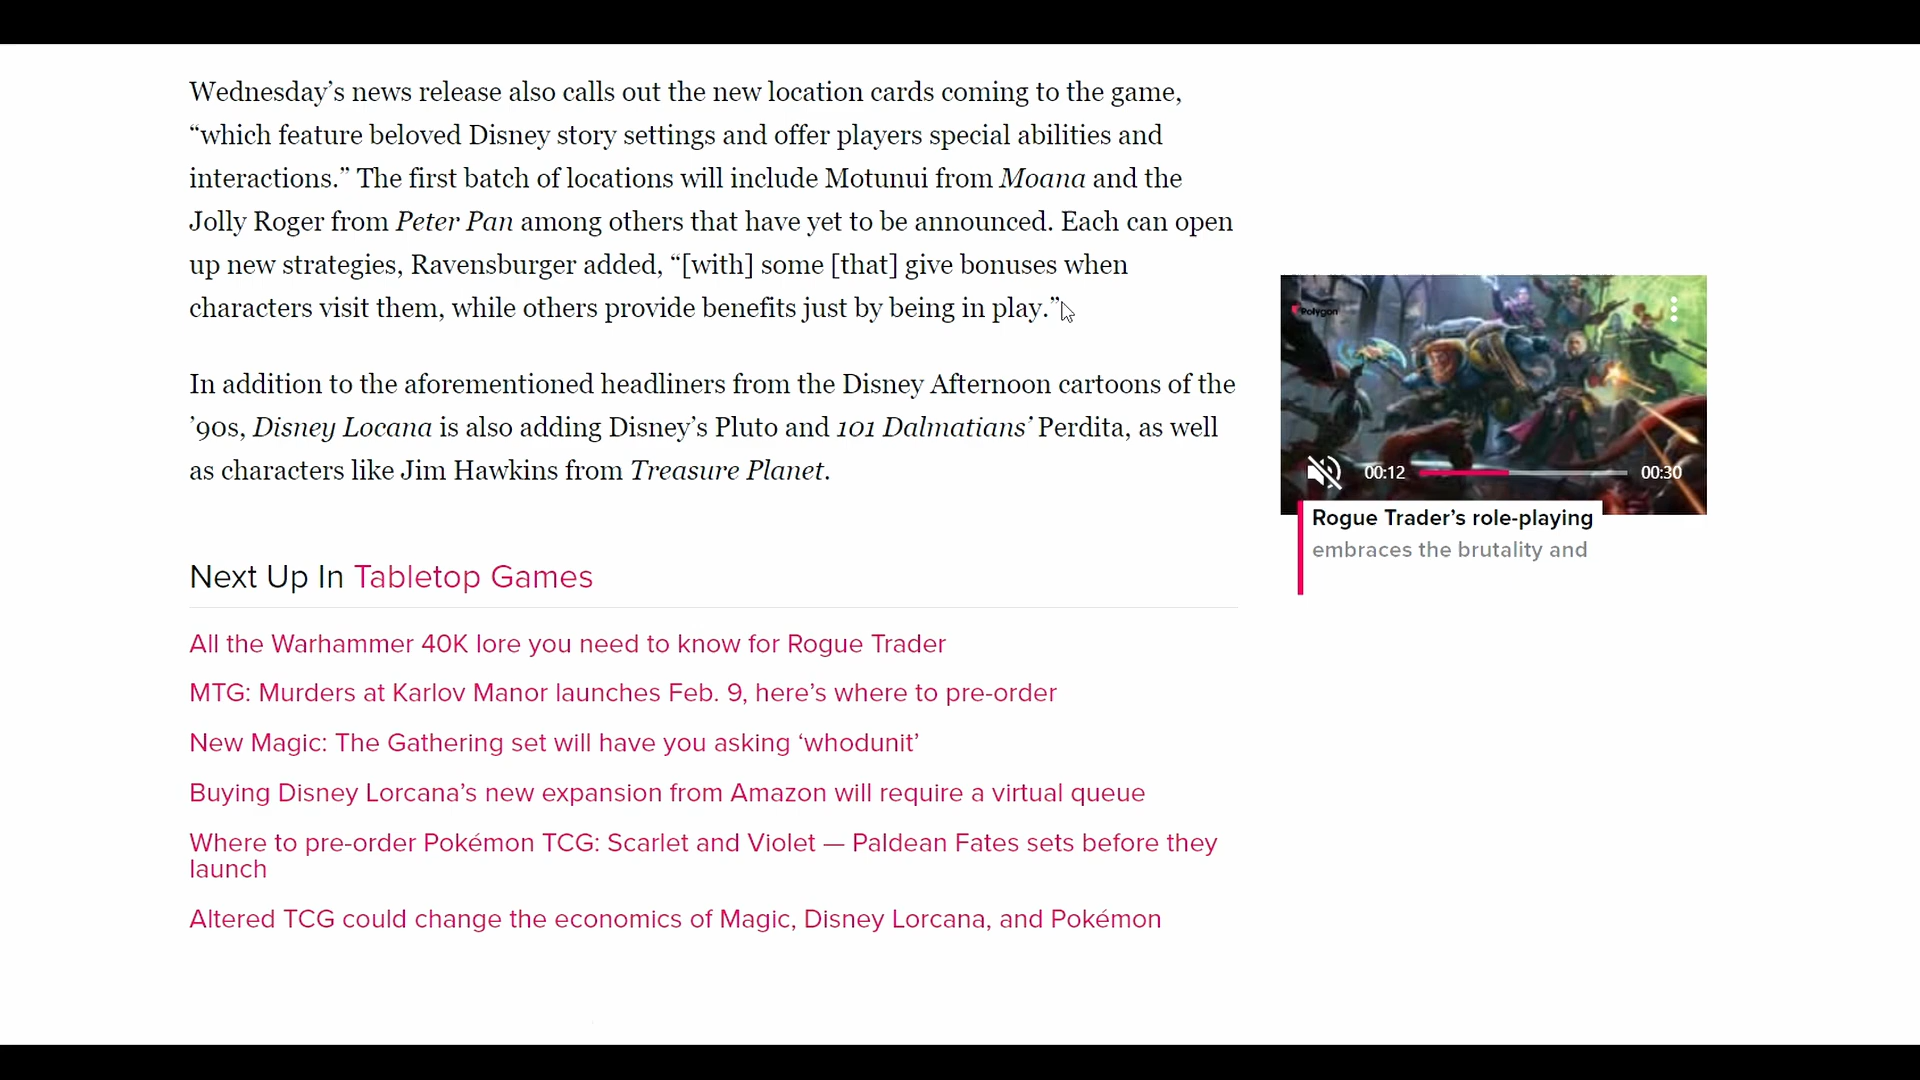 Wednesday’s news release also calls out the new location cards coming to the game,
“which feature beloved Disney story settings and offer players special abilities and
interactions.” The first batch of locations will include Motunui from Moana and the
Jolly Roger from Peter Pan among others that have yet to be announced. Each can open
up new strategies, Ravensburger added, “[with] some [that] give bonuses when
characters visit them, while others provide benefits just by being in play.”
In addition to the aforementioned headliners from the Disney Afternoon cartoons of the
’90s, Disney Locana is also adding Disney’s Pluto and 101 Dalmatians’ Perdita, as well
as characters like Jim Hawkins from Treasure Planet.
Next Up In Tabletop Games
All the Warhammer 40K lore you need to know for Rogue Trader
MTG: Murders at Karlov Manor launches Feb. 9, here’s where to pre-order
New Magic: The Gathering set will have you asking ‘whodunit’
Buying Disney Lorcana’s new expansion from Amazon will require a virtual queue
Where to pre-order Pokémon TCG: Scarlet and Violet — Paldean Fates sets before they
launch
Altered TCG could change the economics of Magic, Disney Lorcana, and Pokémon
Polygon
00:12 00:30
Rogue Trader’s role-playing
embraces the brutality and